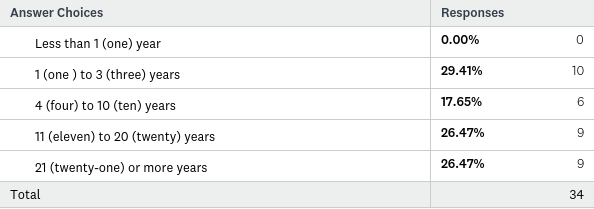 Answer Choices Responses
Less than 1 (one) year 0.00% 0
1 (one ) to 3 (three) years 29.41% 10
4 (four) to 10 (ten) years 17.65% 6
11 (eleven) to 20 (twenty) years 26.47% 9
21 (twenty-one) or more years 26.47% 9
Total 34